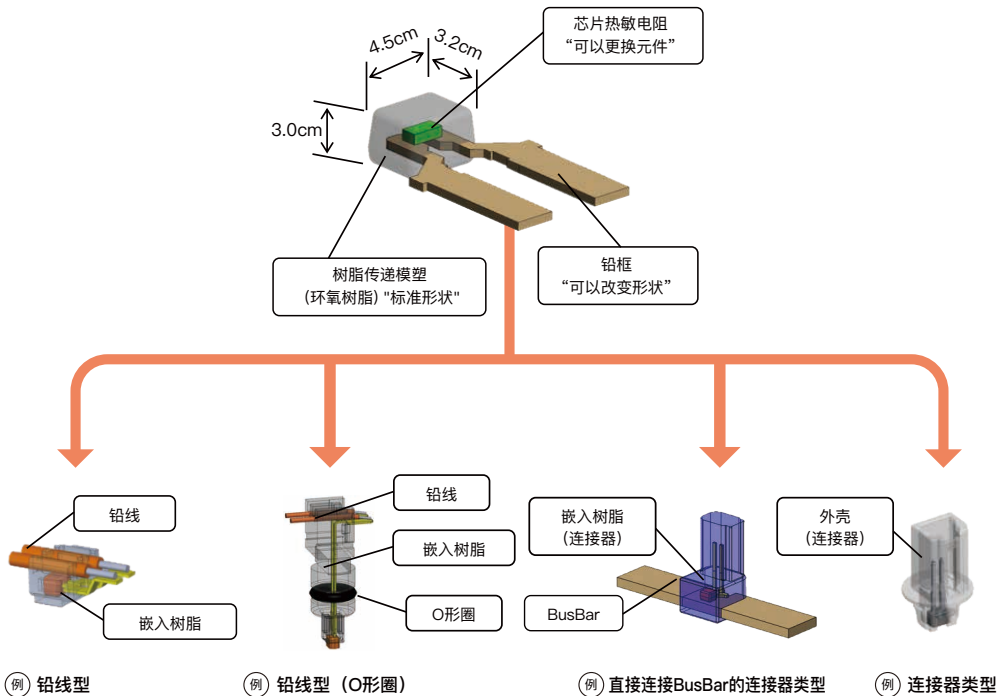 芯片热敏电阻
“可以更换元件”
4.5cm
3.2cm
3.0cm
树脂传递模塑
(环氧树脂) "标准形状"
铅框
“可以改变形状”
铅线
嵌入树脂
铅线
嵌入树脂
O形圈
嵌入树脂
(连接器)
BusBar
外壳
(连接器)
例 铅线型
例 铅线型（O形圈）
例 直接连接BusBar的连接器类型
例 连接器类型